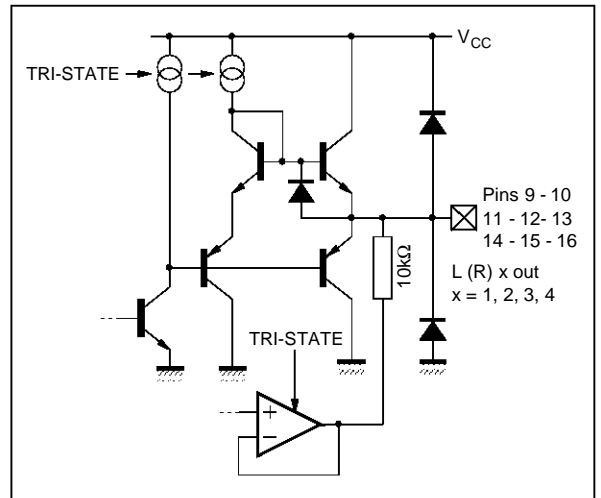 VCC
TRI-STATE
Pins 9 - 10
11 - 12- 13
14 - 15 - 16
10kΩ
L (R) x out
x = 1, 2, 3, 4
TRI-STATE
+
−